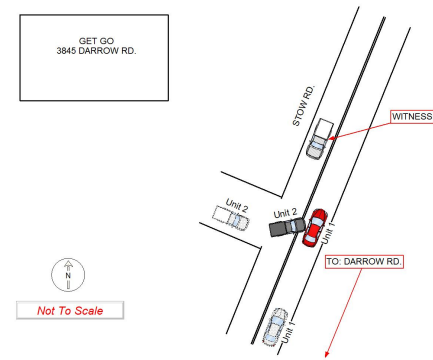 GET GO
3845 DARROW RD.
STOW RD.
WITNESS
Unit 2
Unit 2
Unit 1
TO: DARROW RD.
N
Not To Scale
Unit 1